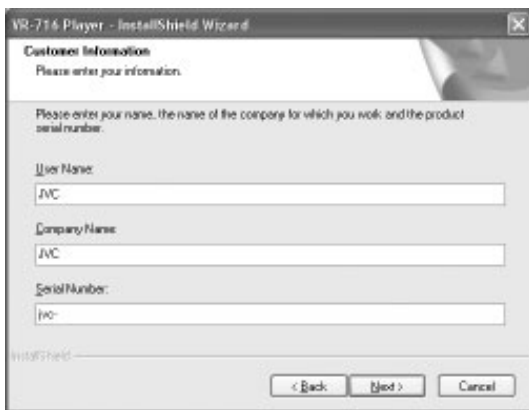 VR-716 Player - InstallShield Wizard
Customer Information
Please enter your information.
Please enter your name, the name of the company for which you work and the product
serial number.
User Name:
JVC
Company Name:
JVC
Serial Number:
jvc-
InstallShield
< Back Next > Cancel